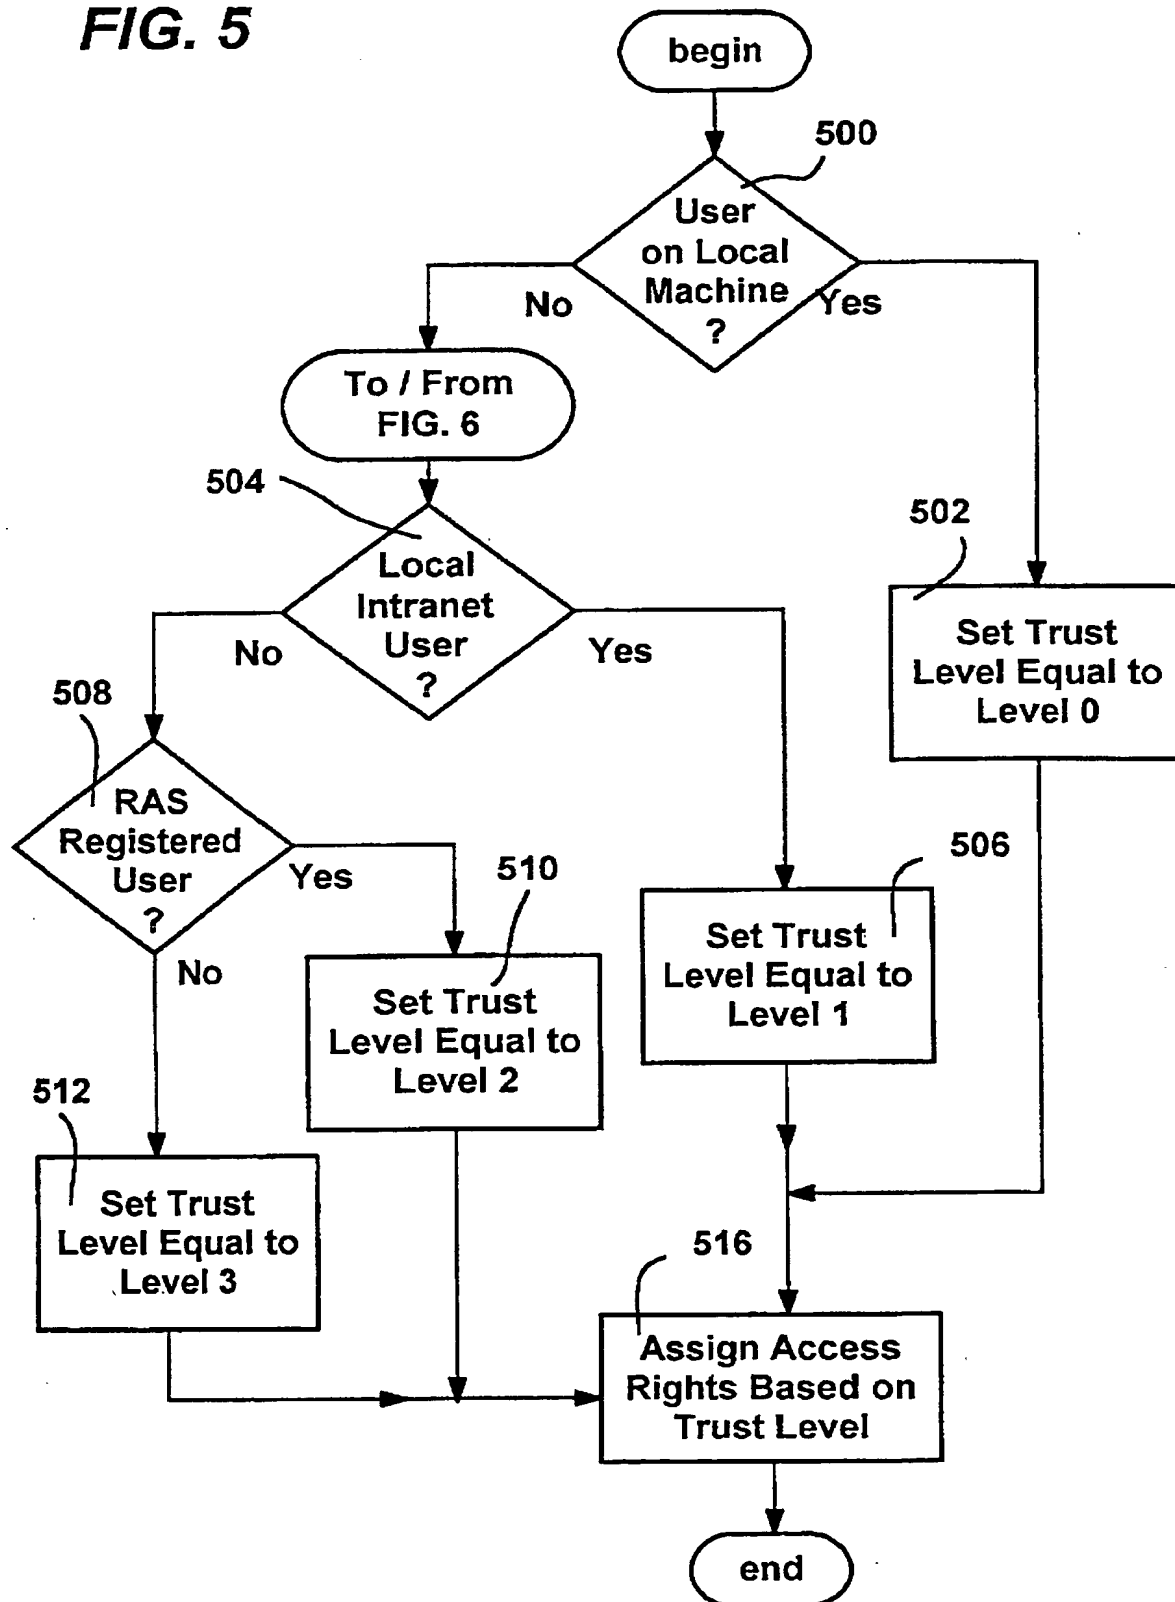 FIG. 5
begin
500
User
on Local
Machine
?
No
Yes
To / From
FIG. 6
504
Local
Intranet
User
?
No
Yes
502
Set Trust
Level Equal to
Level 0
508
RAS
Registered
User
?
Yes
No
510
Set Trust
Level Equal to
Level 2
506
Set Trust
Level Equal to
Level 1
512
Set Trust
Level Equal to
Level 3
516
Assign Access
Rights Based on
Trust Level
end